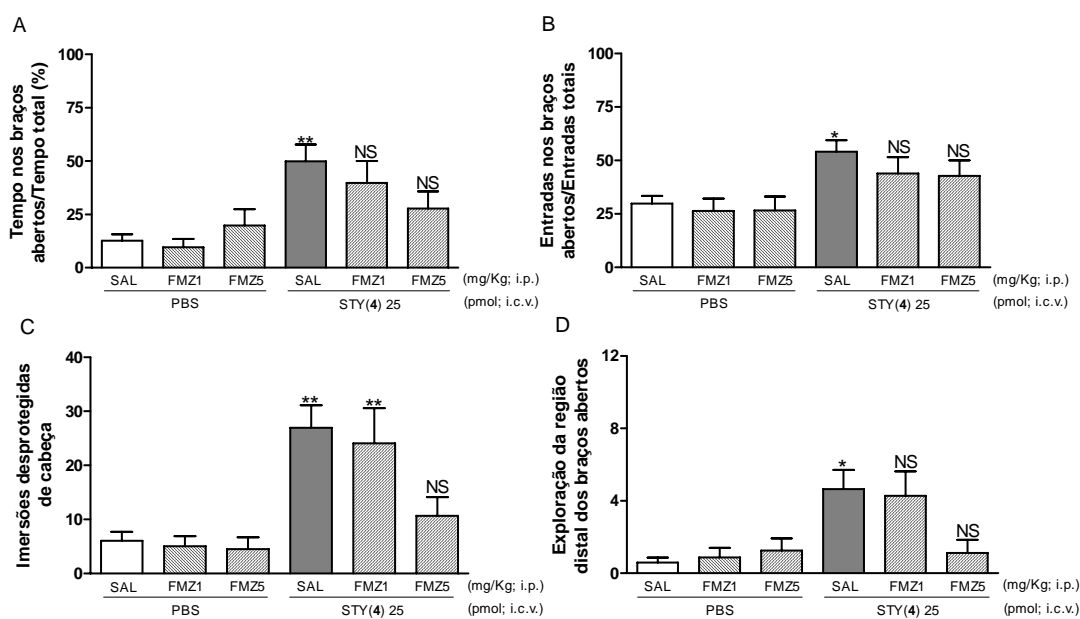 A
Tempo nos braços
abertos/Tempo total (%)
100
75
50
25
0
**
NS
NS
SAL FMZ1 FMZ5 SAL FMZ1 FMZ5 (mg/Kg; i.p.)
PBS STY(4) 25 (pmol; i.c.v.)
B
Entradas nos braços
abertos/Entradas totais
100
75
50
25
0
*
NS
NS
SAL FMZ1 FMZ5 SAL FMZ1 FMZ5 (mg/Kg; i.p.)
PBS STY(4) 25 (pmol; i.c.v.)
C
Imersões desprotegidas
de cabeça
40
30
20
10
0
**
**
NS
SAL FMZ1 FMZ5 SAL FMZ1 FMZ5 (mg/Kg; i.p.)
PBS STY(4) 25 (pmol; i.c.v.)
D
Exploração da região
distal dos braços abertos
12
8
4
0
*
NS
NS
SAL FMZ1 FMZ5 SAL FMZ1 FMZ5 (mg/Kg; i.p.)
PBS STY(4) 25 (pmol; i.c.v.)